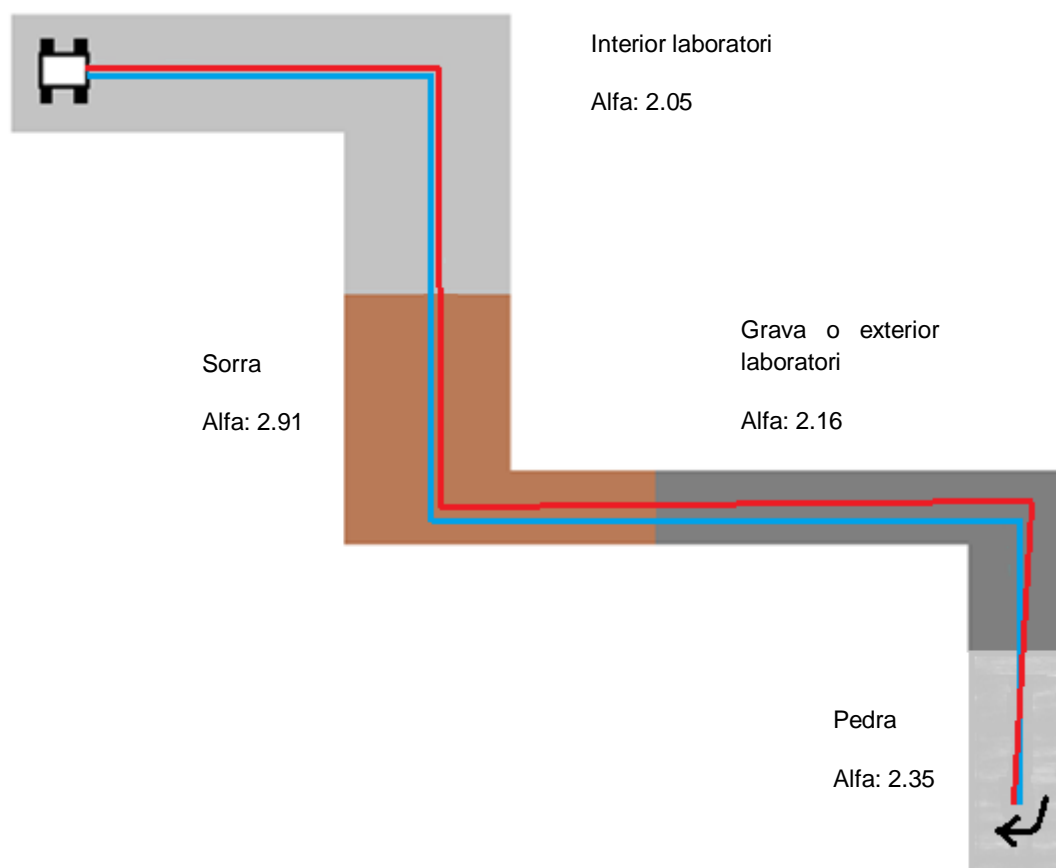 Interior laboratori
Alfa: 2.05
Grava o exterior
laboratori
Sorra
Alfa: 2.91
Alfa: 2.16
Pedra
Alfa: 2.35